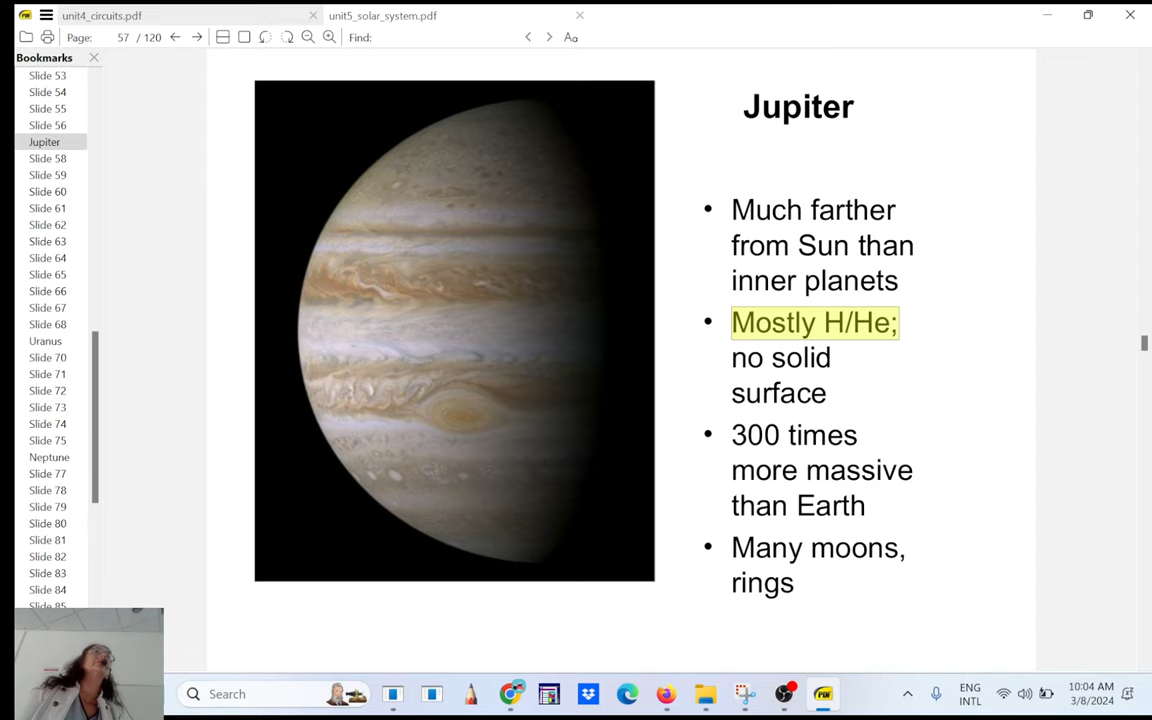 unit4_circuits.pdf
unit5_solar_system.pdf
Page: 57 / 120
Find:
Aa
Bookmarks
Slide 53
Slide 54
Slide 55
Slide 56
Jupiter
Slide 58
Slide 59
Slide 60
Slide 61
Slide 62
Slide 63
Slide 64
Slide 65
Slide 66
Slide 67
Slide 68
Uranus
Slide 70
Slide 71
Slide 72
Slide 73
Slide 74
Slide 75
Neptune
Slide 77
Slide 78
Slide 79
Slide 80
Slide 81
Slide 82
Slide 83
Slide 84
Slide 85
Jupiter
• Much farther
from Sun than
inner planets
• Mostly H/He;
no solid
surface
• 300 times
more massive
than Earth
• Many moons,
rings
Search
PDF
ENG
INTL
10:04 AM
3/8/2024